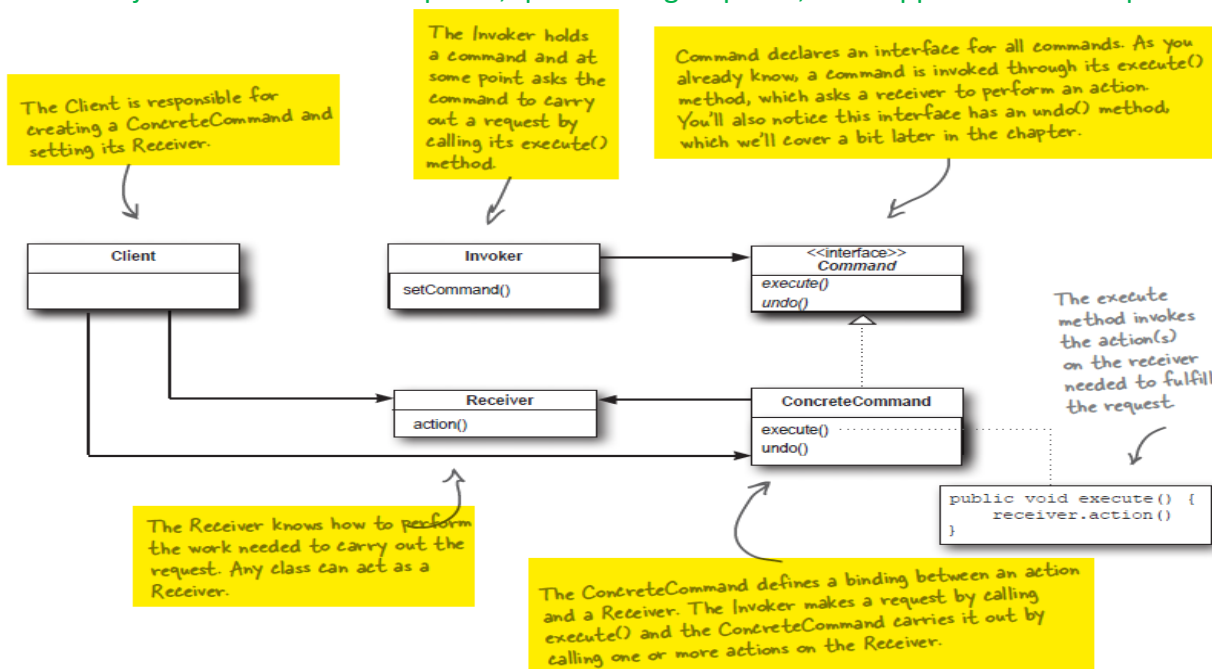 The Invoker holds
a command and at
some point asks the
command to carry
out a request by
calling its execute()
method.
Command declares an interface for all commands. As you
already know, a command is invoked through its execute()
method, which asks a receiver to perform an action.
You'll also notice this interface has an undo() method,
which we'll cover a bit later in the chapter.
The Client is responsible for
creating a ConcreteCommand and
setting its Receiver.
Client
Invoker
setCommand()
<<interface>>
Command
execute()
undo()
The execute
method invokes
the action(s)
on the receiver
needed to fulfill
the request
Receiver
action()
ConcreteCommand
execute()
undo()
public void execute() {
receiver.action()
}
The Receiver knows how to perform
the work needed to carry out the
request. Any class can act as a
Receiver.
The ConcreteCommand defines a binding between an action
and a Receiver. The Invoker makes a request by calling
execute() and the ConcreteCommand carries it out by
calling one or more actions on the Receiver.